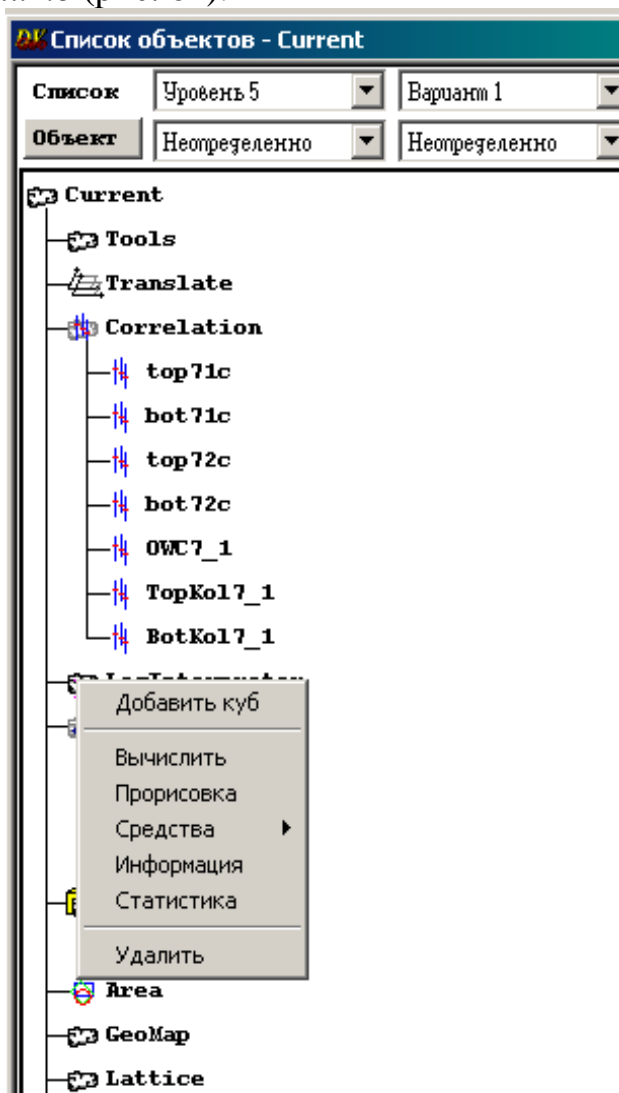 Список объектов - Current
Список Уровень 5 Вариант 1
Объект Неопределенно Неопределенно
Current
Tools
Translate
Correlation
top71c
bot71c
top72c
bot72c
OWC7_1
TopKol7_1
BotKol7_1
Добавить куб
Вычислить
Прорисовка
Средства
Информация
Статистика
Удалить
Area
GeoMap
Lattice